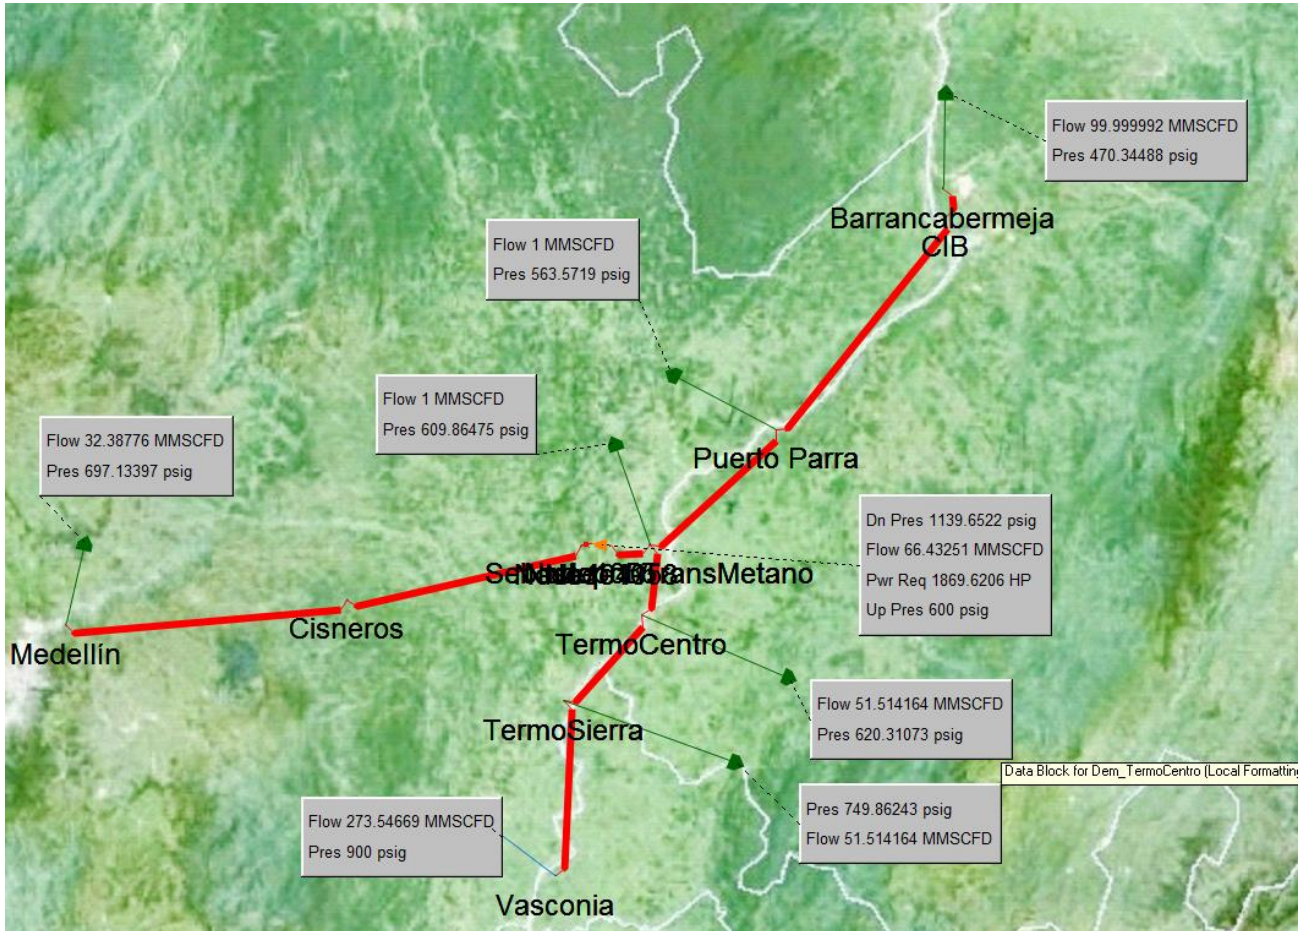 Flow 99.999992 MMSCFD
Pres 470.34488 psig
Barrancabermeja
CIB
Flow 1 MMSCFD
Pres 563.5719 psig
Flow 1 MMSCFD
Pres 609.86475 psig
Flow 32.38776 MMSCFD
Pres 697.13397 psig
Puerto Parra
Dn Pres 1139.6522 psig
Flow 66.43251 MMSCFD
Pwr Req 1869.6206 HP
Up Pres 600 psig
TransMetano
Cisneros
Medellín
TermoCentro
Flow 51.514164 MMSCFD
Pres 620.31073 psig
TermoSierra
Data Block for Dem_TermoCentro (Local Formatting
Pres 749.86243 psig
Flow 51.514164 MMSCFD
Flow 273.54669 MMSCFD
Pres 900 psig
Vasconia